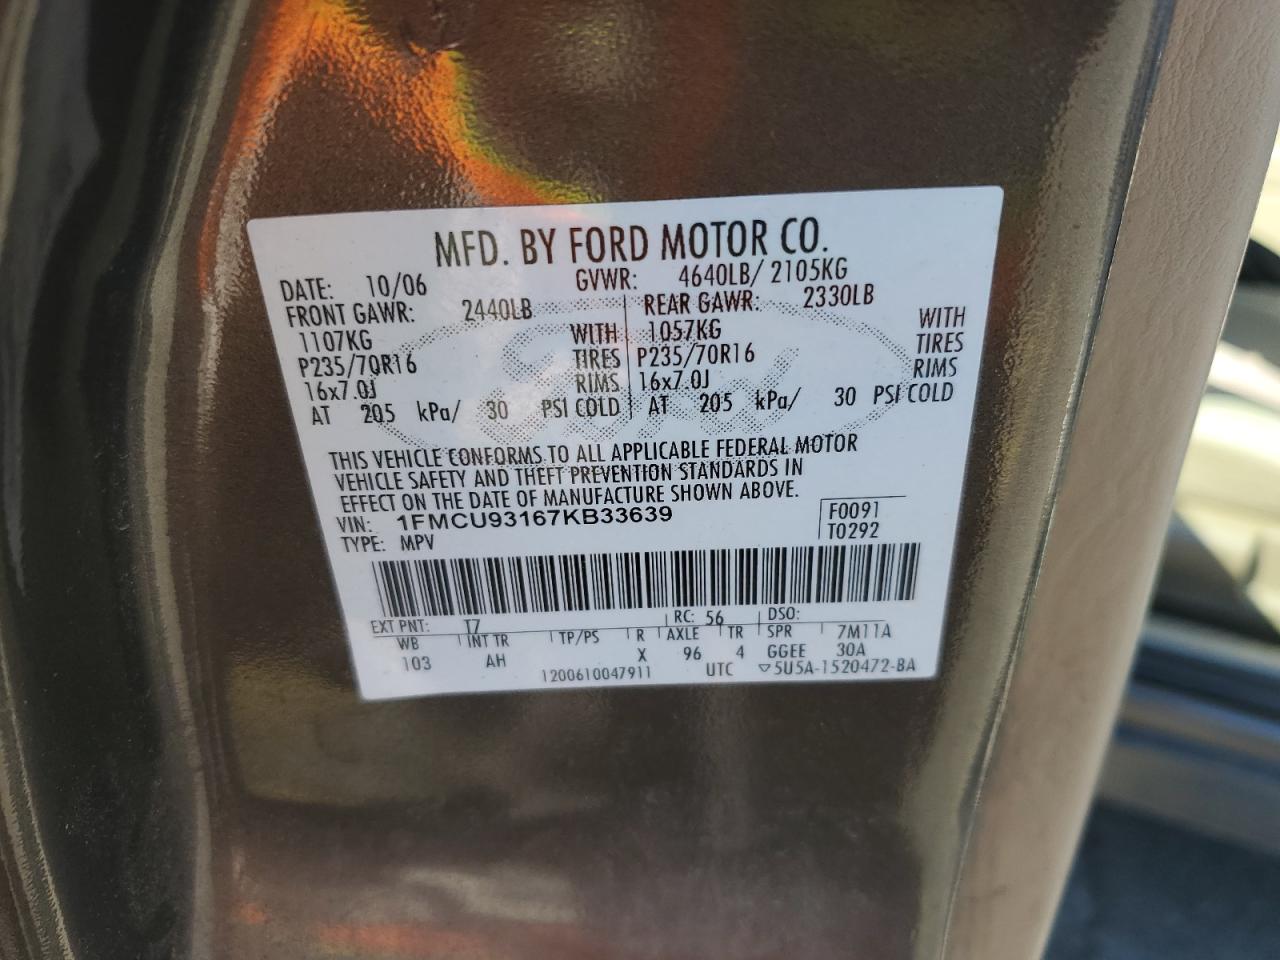 MFD. BY FORD MOTOR CO.
DATE: 10/06 GVWR: 4640LB/ 2105KG
FRONT GAWR: 2440LB REAR GAWR: 2330LB
1107KG WITH 1057KG WITH
P235/70R16 TIRES P235/70R16 TIRES
16x7.0J RIMS 16x7.0J RIMS
AT 205 kPa/ 30 PSI COLD AT 205 kPa/ 30 PSI COLD
THIS VEHICLE CONFORMS TO ALL APPLICABLE FEDERAL MOTOR
VEHICLE SAFETY AND THEFT PREVENTION STANDARDS IN
EFFECT ON THE DATE OF MANUFACTURE SHOWN ABOVE.
VIN: 1FMCU93167KB33639 F0091
TYPE: MPV T0292
EXT PNT: T7 RC: 56 DSO:
WB INT TR TP/PS R AXLE TR SPR 7M11A
103 AH X 96 4 GGEE 30A
1200610047911 UTC ▽5U5A-1520472-BA